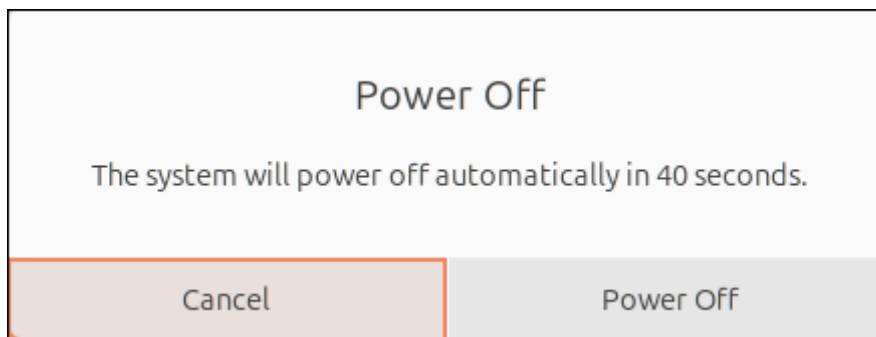 Power Off
The system will power off automatically in 40 seconds.
Cancel
Power Off